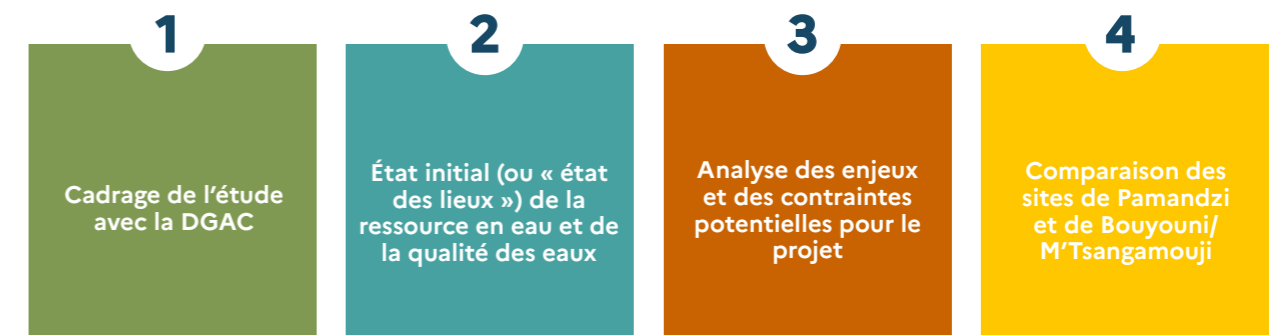 1
Cadrage de l’étude
avec la DGAC
2
État initial (ou « état
des lieux ») de la
ressource en eau et de
la qualité des eaux
3
Analyse des enjeux
et des contraintes
potentielles pour le
projet
4
Comparaison des
sites de Pamandzi
et de Bouyouni/
M’Tsangamouji